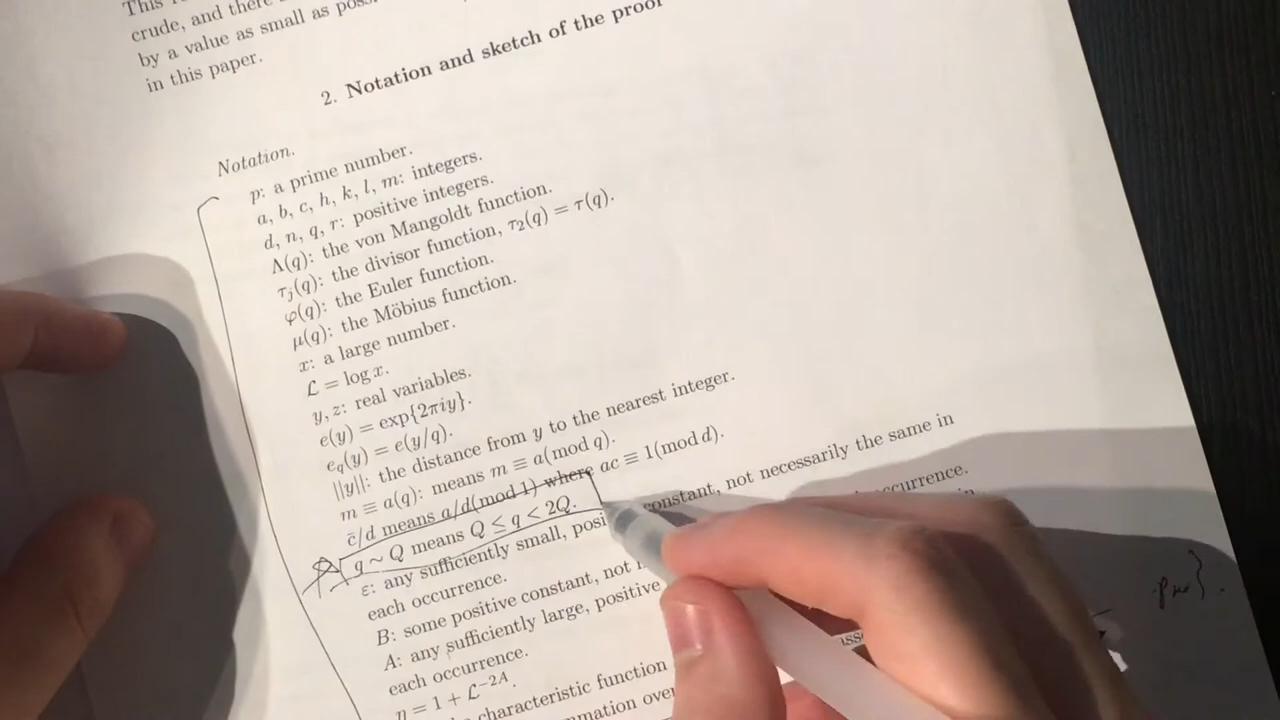 This
crude, and there
by a value as small as
in this paper.
2. Notation and sketch of the proof
Notation.
p: a prime number.
a, b, c, h, k, l, m: integers.
d, n, q, r: positive integers.
Λ(q): the von Mangoldt function.
τ_j(q): the divisor function, τ_2(q) = τ(q).
φ(q): the Euler function.
μ(q): the Möbius function.
x: a large number.
ℒ = log x.
y, z: real variables.
e(y) = exp{2πiy}.
e_q(y) = e(y/q).
||y||: the distance from y to the nearest integer.
m ≡ a(q): means m ≡ a(mod q).
c̄/d means a/d(mod 1) where ac ≡ 1(mod d).
q ∼ Q means Q ≤ q < 2Q.
ε: any sufficiently small, posi constant, not necessarily the same in
each occurrence.
B: some positive constant, not occurrence.
A: any sufficiently large, positive in
each occurrence.
η = 1 + ℒ^{-2A}.
characteristic function
mmation over